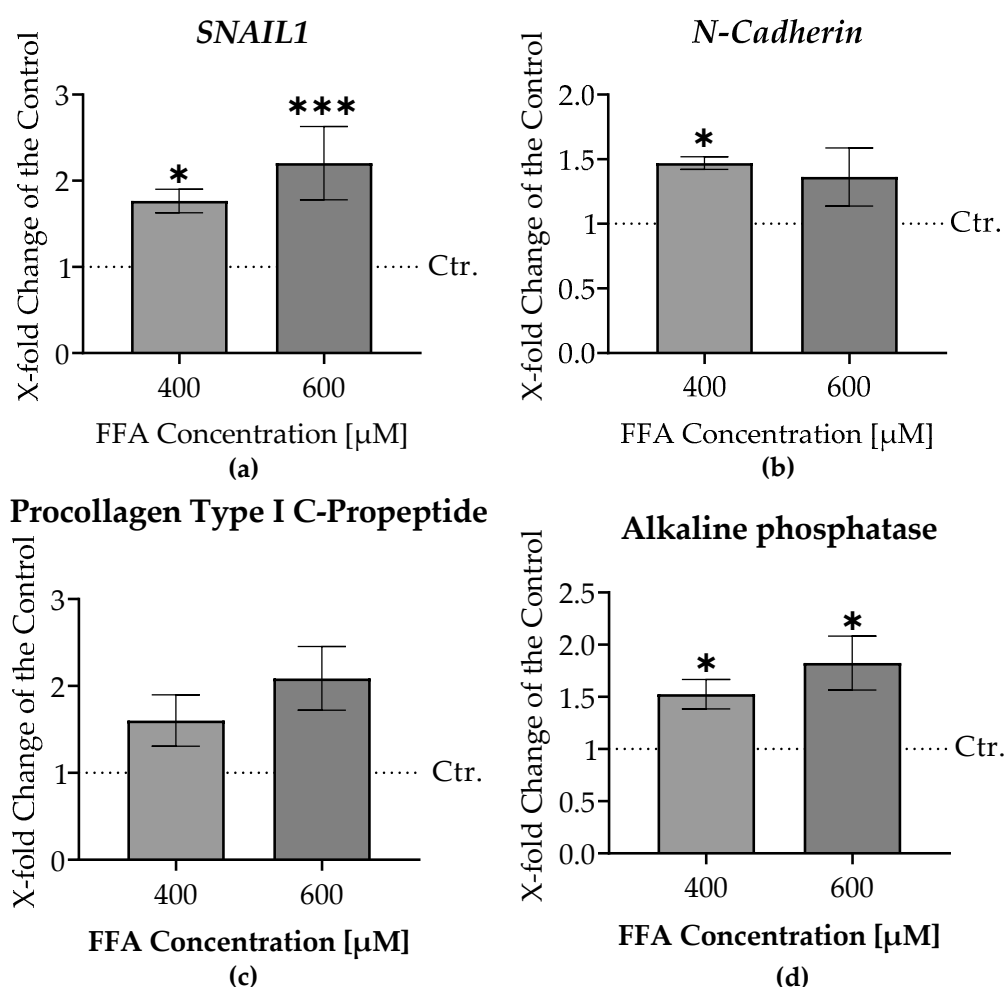 SNAIL1
X-fold Change of the Control
3
2
1
0
*
***
Ctr.
400 600
FFA Concentration [µM]
(a)
N-Cadherin
X-fold Change of the Control
2.0
1.5
1
0.5
0.0
*
Ctr.
400 600
FFA Concentration [µM]
(b)
Procollagen Type I C-Propeptide
X-fold Change of the Control
3
2
1
0
Ctr.
400 600
FFA Concentration [µM]
(c)
Alkaline phosphatase
X-fold Change of the Control
2.5
2.0
1.5
1
0.5
0.0
*
*
Ctr.
400 600
FFA Concentration [µM]
(d)